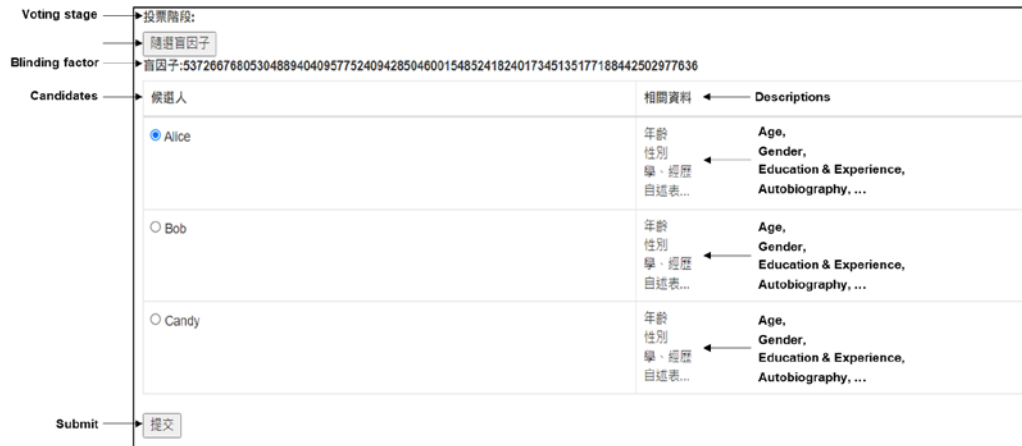 Voting stage
投票階段:
隨選盲因子
Blinding factor
盲因子:53726676805304889404095775240942850460015485241824017345135177188442502977636
Candidates
候選人
相關資料
Descriptions
Alice
年齡
性別
學、經歷
自述表...
Age,
Gender,
Education & Experience,
Autobiography, ...
Bob
年齡
性別
學、經歷
自述表...
Age,
Gender,
Education & Experience,
Autobiography, ...
Candy
年齡
性別
學、經歷
自述表...
Age,
Gender,
Education & Experience,
Autobiography, ...
Submit
提交